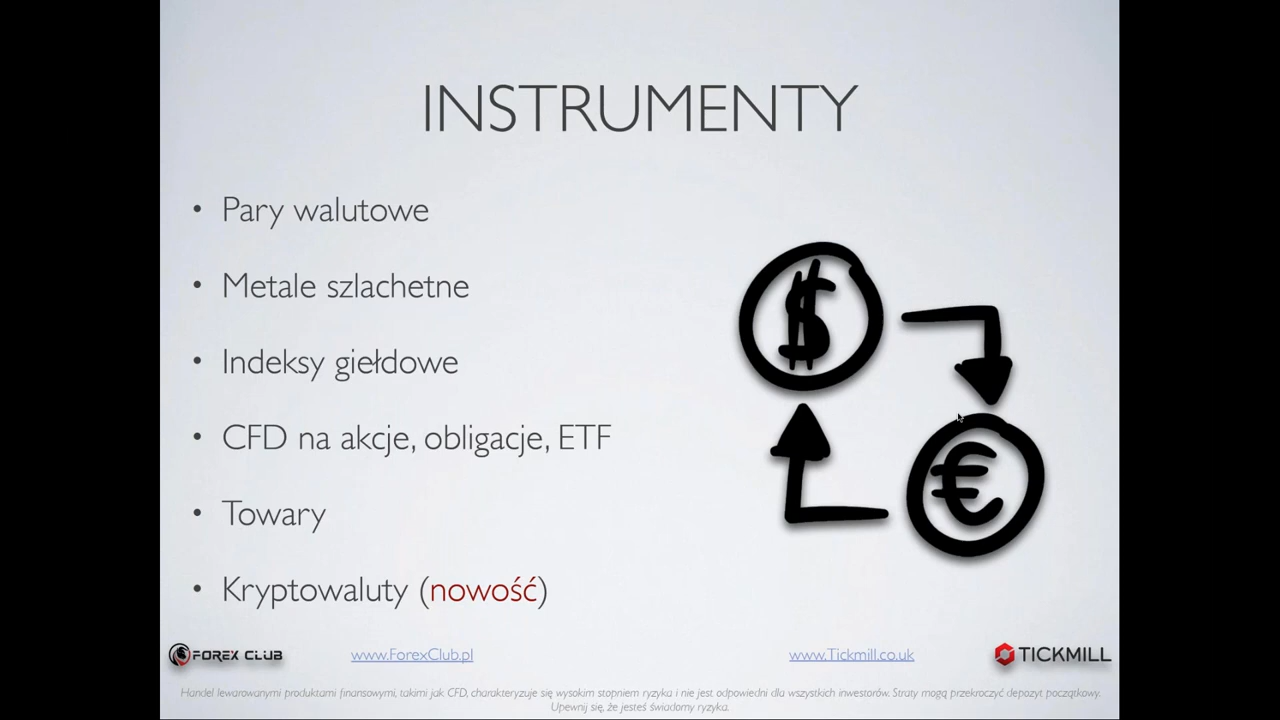 INSTRUMENTY
• Pary walutowe
• Metale szlachetne
• Indeksy giełdowe
• CFD na akcje, obligacje, ETF
• Towary
• Kryptowaluty (nowość)
$
€
FOREX CLUB www.ForexClub.pl www.Tickmill.co.uk TICKMILL
Handel lewarowanymi produktami finansowymi, takimi jak CFD, charakteryzuje się wysokim stopniem ryzyka i nie jest odpowiedni dla wszystkich inwestorów. Straty mogą przekroczyć depozyt początkowy.
Upewnij się, że jesteś świadomy ryzyka.